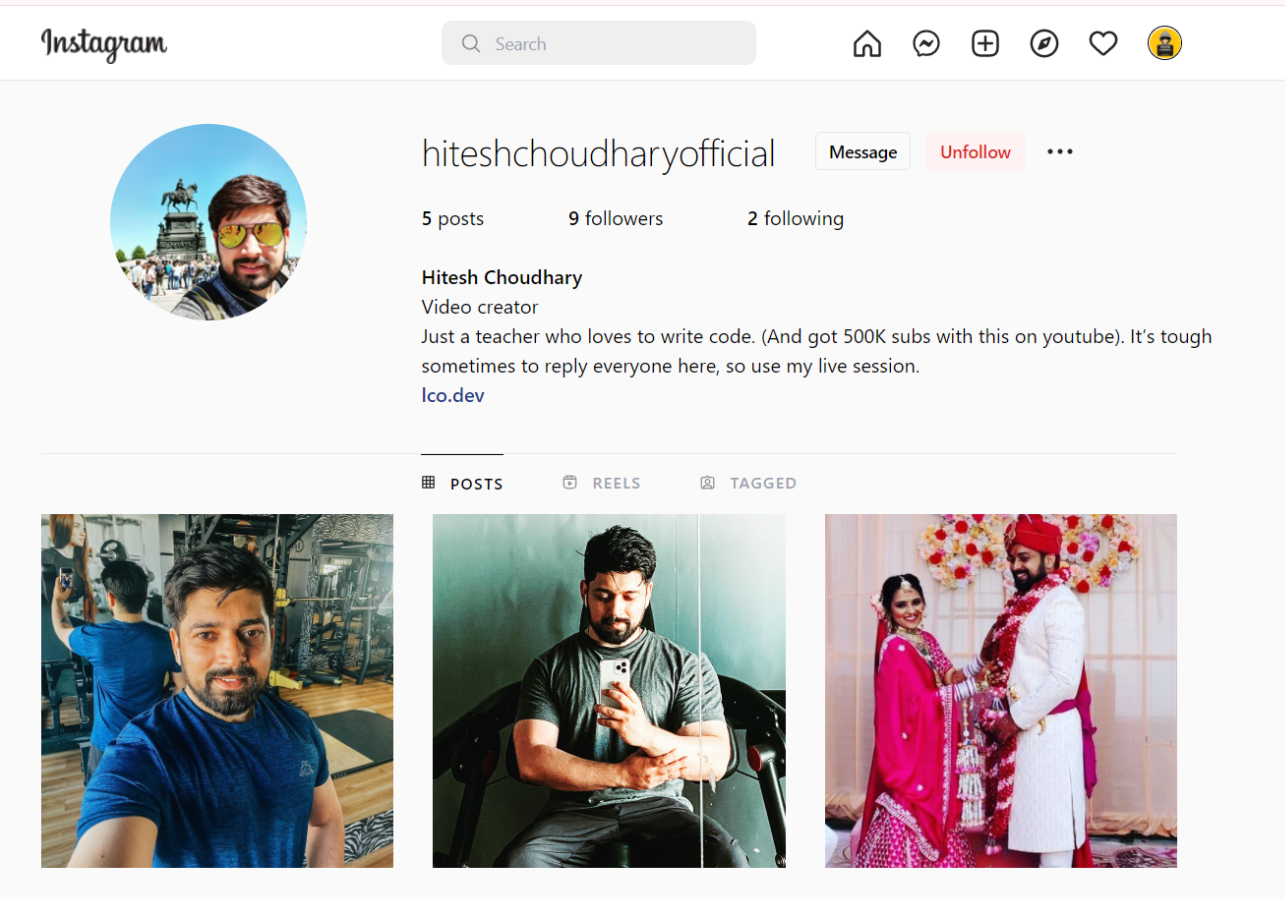 Instagram
Search
hiteshchoudharyofficial
Message
Unfollow
5 posts
9 followers
2 following
Hitesh Choudhary
Video creator
Just a teacher who loves to write code. (And got 500K subs with this on youtube). It’s tough
sometimes to reply everyone here, so use my live session.
lco.dev
POSTS
REELS
TAGGED